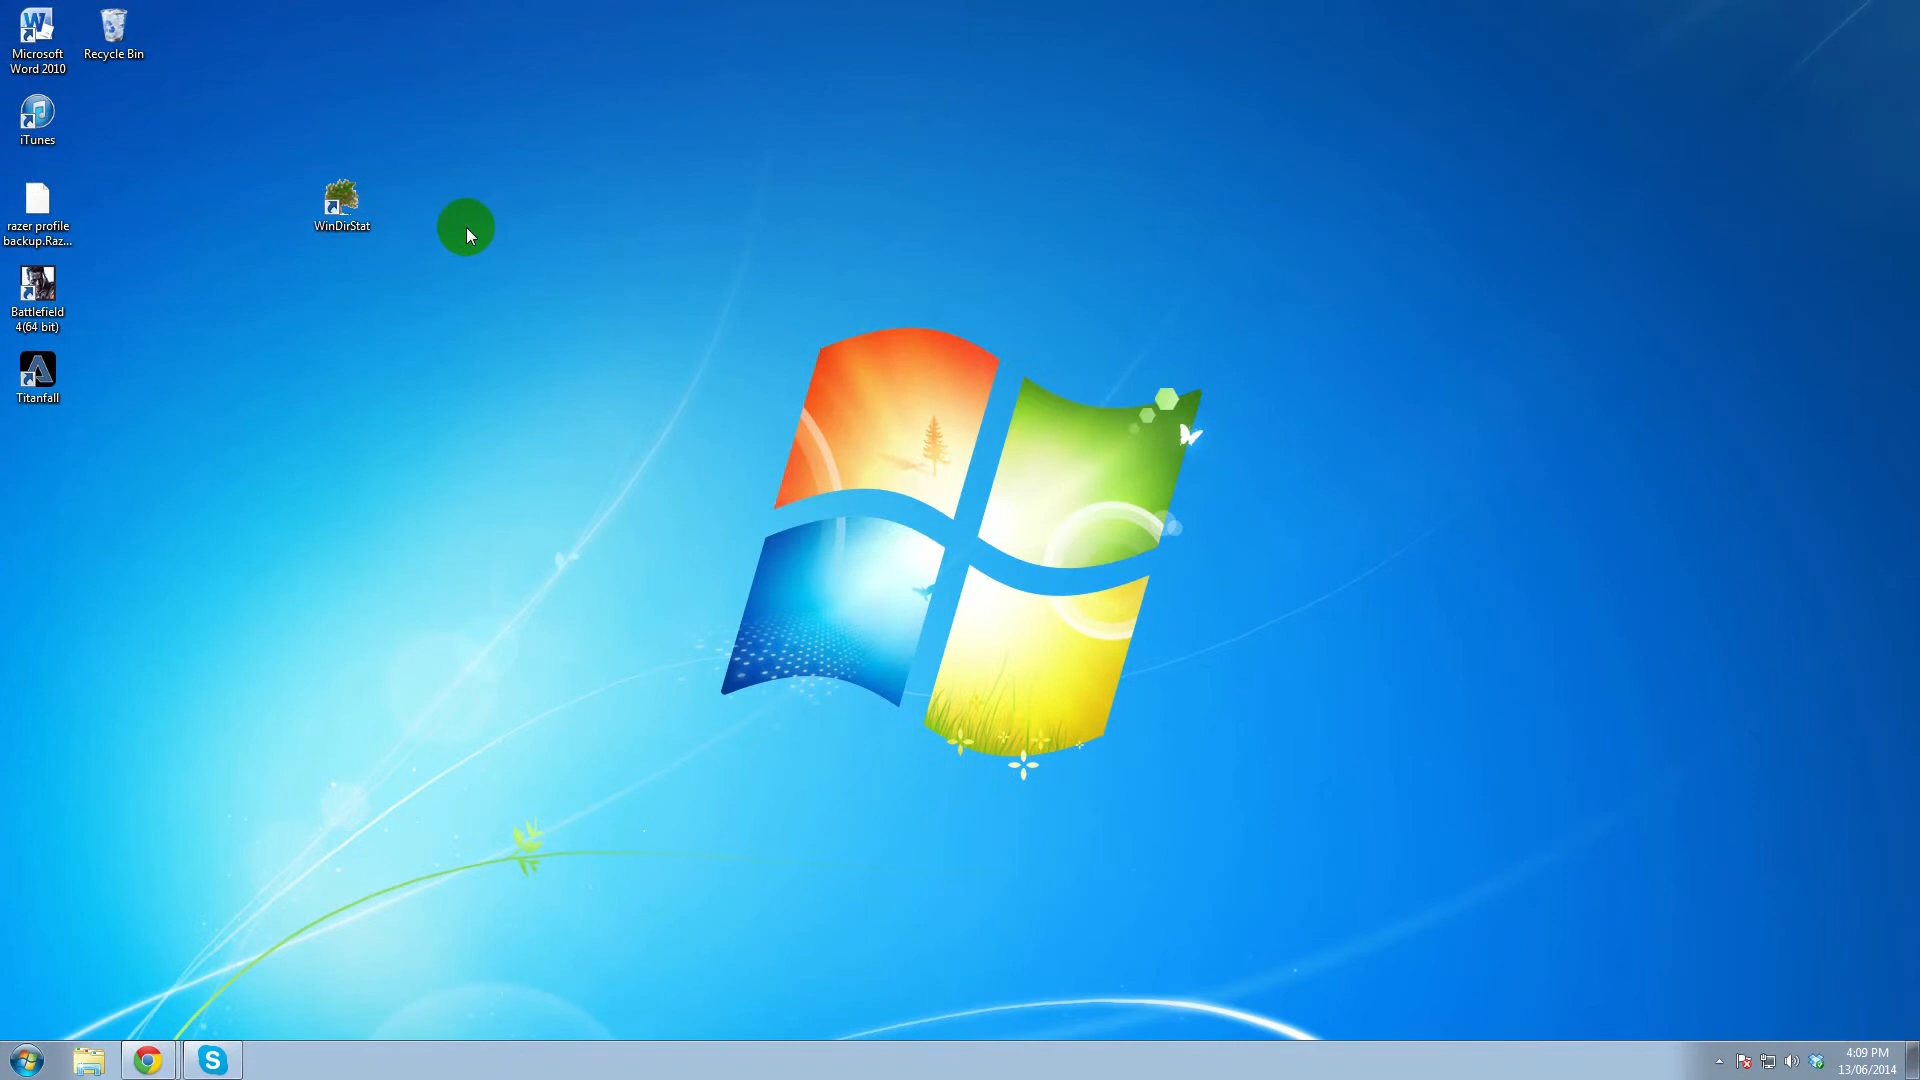 Microsoft
Word 2010
Recycle Bin
iTunes
razer profile
backup.Raz...
WinDirStat
Battlefield
4(64 bit)
Titanfall
4:09 PM
13/06/2014